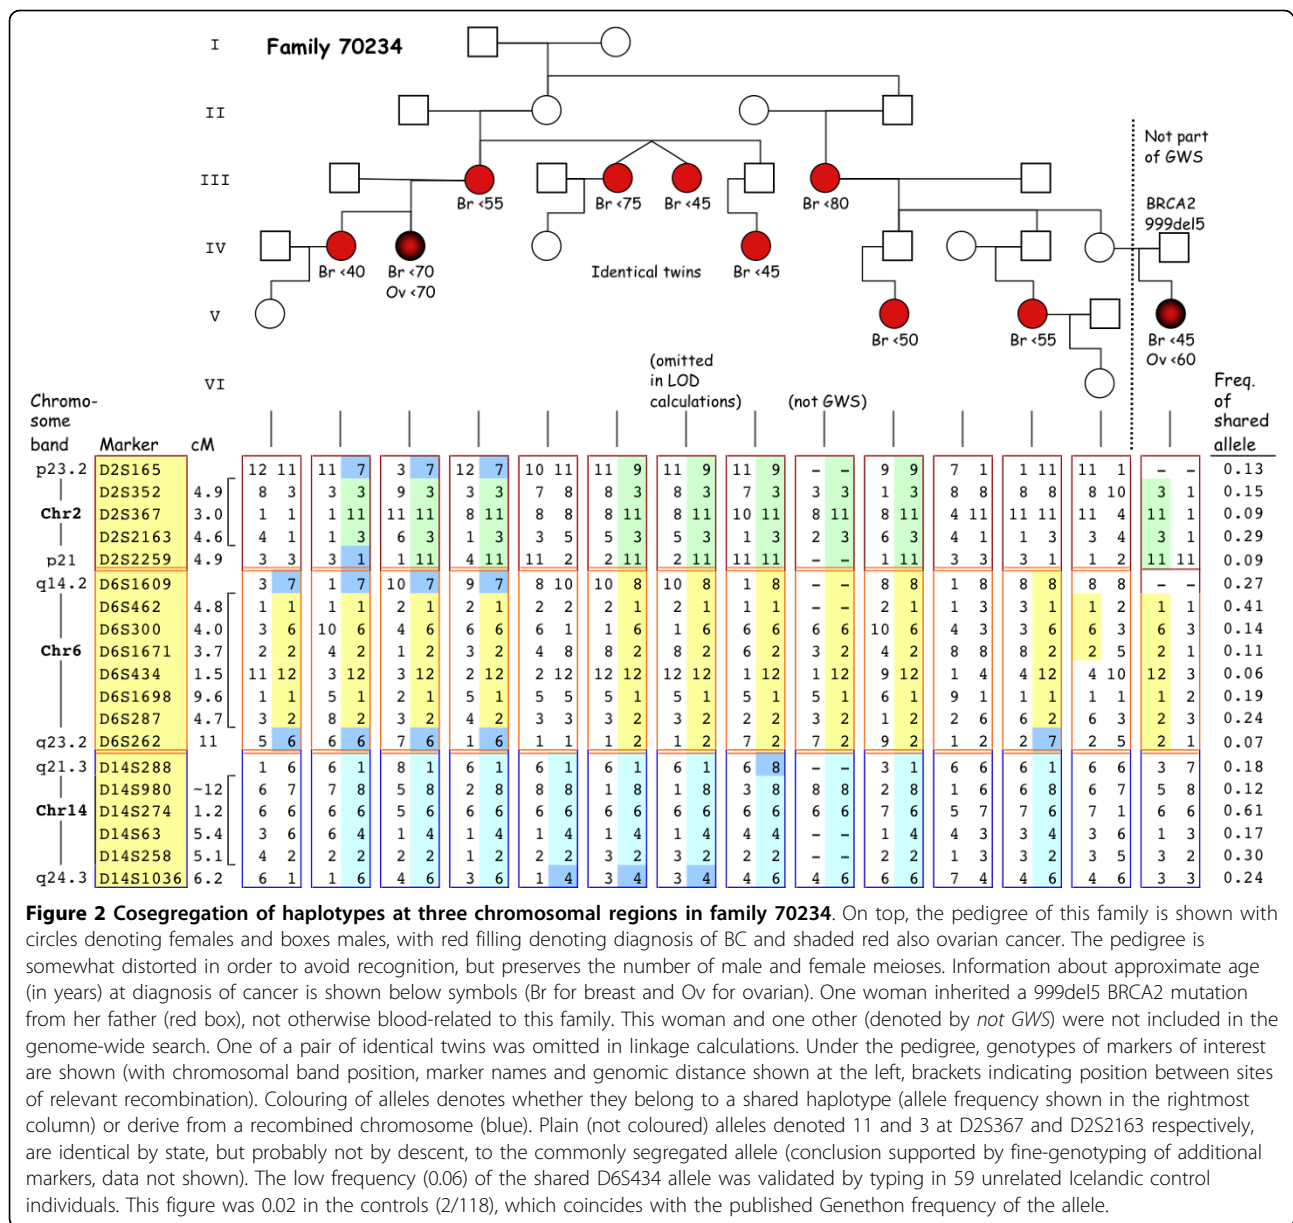 I
Family 70234
II
Not part
of GWS
III
Br <55
Br <75
Br <45
Br <80
BRCA2
999del5
IV
Br <40
Br <70
Ov <70
Identical twins
Br <45
V
Br <50
Br <55
Br <45
Ov <60
VI
(omitted
in LOD
calculations)
(not GWS)
Chromo-
some
band Marker cM
Freq.
of
shared
allele
p23.2 D2S165 12 11 11 7 3 7 12 7 10 11 11 9 11 9 11 9 – – 9 9 7 1 1 11 11 1 – – 0.13
D2S352 4.9 8 3 3 3 9 3 3 3 7 8 8 3 8 3 7 3 3 3 1 3 8 8 8 8 8 10 3 1 0.15
Chr2 D2S367 3.0 1 1 1 11 11 11 8 11 8 8 8 11 8 11 10 11 8 11 8 11 4 11 11 11 11 4 11 1 0.09
D2S2163 4.6 4 1 1 3 6 3 1 3 3 5 5 3 5 3 1 3 2 3 6 3 4 1 1 3 3 4 3 1 0.29
p21 D2S2259 4.9 3 3 3 1 1 11 4 11 11 2 2 11 2 11 11 11 1 11 3 3 3 1 1 2 11 11 0.09
q14.2 D6S1609 3 7 1 7 10 7 9 7 8 10 10 8 10 8 1 8 – – 8 8 1 8 8 8 8 8 – – 0.27
D6S462 4.8 1 1 1 1 2 1 2 1 2 2 2 1 2 1 1 1 – – 2 1 1 3 3 1 1 2 1 1 0.41
D6S300 4.0 3 6 10 6 4 6 6 6 6 1 1 6 1 6 6 6 6 6 10 6 4 3 3 6 6 3 6 3 0.14
Chr6 D6S1671 3.7 2 2 4 2 1 2 3 2 4 8 8 2 8 2 6 2 3 2 4 2 8 8 8 2 2 5 2 1 0.11
D6S434 1.5 11 12 3 12 3 12 2 12 2 12 12 12 12 12 1 12 1 12 9 12 1 4 4 12 4 10 12 3 0.06
D6S1698 9.6 1 1 5 1 2 1 5 1 5 5 5 1 5 1 5 1 5 1 6 1 9 1 1 1 1 1 1 2 0.19
D6S287 4.7 3 2 8 2 3 2 4 2 3 3 3 2 3 2 2 2 3 2 1 2 2 6 6 2 6 3 2 3 0.24
q23.2 D6S262 11 5 6 6 6 7 6 1 6 1 1 1 2 1 2 7 2 7 2 9 2 1 2 2 7 2 5 2 1 0.07
q21.3 D14S288 1 6 6 1 8 1 6 1 6 1 6 1 6 1 6 8 – – 3 1 6 6 6 1 6 6 3 7 0.18
D14S980 ~12 6 7 7 8 5 8 6 8 2 8 1 8 1 8 3 8 8 8 2 8 1 6 6 8 6 7 5 8 0.12
Chr14 D14S274 1.2 6 6 6 6 6 6 6 6 6 6 6 6 6 6 6 6 6 6 7 6 5 7 6 6 7 1 6 6 0.61
D14S63 5.4 3 6 6 4 1 4 1 4 1 4 1 4 1 4 4 4 – – 1 4 4 3 3 4 3 6 1 3 0.17
D14S258 5.1 4 2 2 2 2 2 1 2 2 2 3 2 3 2 2 2 – – 2 2 1 3 3 2 3 5 3 2 0.30
q24.3 D14S1036 6.2 6 1 1 6 4 6 3 6 1 4 3 4 3 4 4 6 4 6 6 6 7 4 4 6 4 6 3 3 0.24
Figure 2 Cosegregation of haplotypes at three chromosomal regions in family 70234. On top, the pedigree of this family is shown with
circles denoting females and boxes males, with red filling denoting diagnosis of BC and shaded red also ovarian cancer. The pedigree is
somewhat distorted in order to avoid recognition, but preserves the number of male and female meioses. Information about approximate age
(in years) at diagnosis of cancer is shown below symbols (Br for breast and Ov for ovarian). One woman inherited a 999del5 BRCA2 mutation
from her father (red box), not otherwise blood-related to this family. This woman and one other (denoted by not GWS) were not included in the
genome-wide search. One of a pair of identical twins was omitted in linkage calculations. Under the pedigree, genotypes of markers of interest
are shown (with chromosomal band position, marker names and genomic distance shown at the left, brackets indicating position between sites
of relevant recombination). Colouring of alleles denotes whether they belong to a shared haplotype (allele frequency shown in the rightmost
column) or derive from a recombined chromosome (blue). Plain (not coloured) alleles denoted 11 and 3 at D2S367 and D2S2163 respectively,
are identical by state, but probably not by descent, to the commonly segregated allele (conclusion supported by fine-genotyping of additional
markers, data not shown). The low frequency (0.06) of the shared D6S434 allele was validated by typing in 59 unrelated Icelandic control
individuals. This figure was 0.02 in the controls (2/118), which coincides with the published Genethon frequency of the allele.